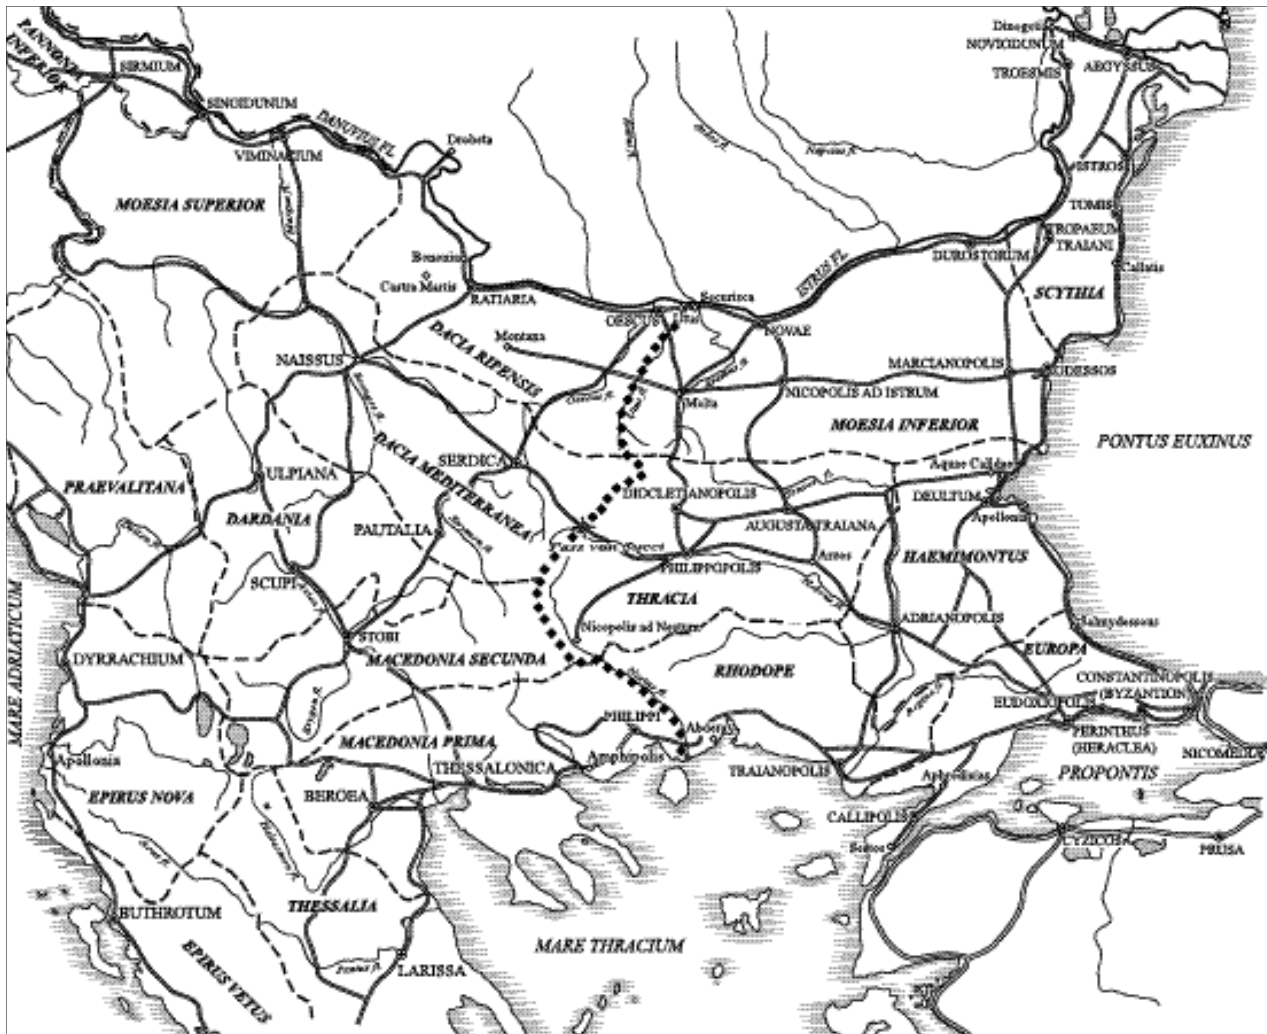 PANNONIA
INFERIOR
SIRMIUM
SINGIDUNUM
DANUVIUS FL.
VIMINACIUM
Drobeta
MOESIA SUPERIOR
Dinogetia
NOVIODUNUM
TROESMIS
AEGYSSUS
ISTROS
TOMIS
TROPAEUM
TRAIANI
DUROSTORUM
Callatis
SCYTHIA
ISTRUS FL.
Bononia
Castra Martis
RATIARIA
OESCUS
Securisca
NOVAE
Montana
DACIA RIPENSIS
NAISSUS
MARCIANOPOLIS
ODESSOS
Melta
NICOPOLIS AD ISTRUM
MOESIA INFERIOR
PONTUS EUXINUS
SERDICA
DACIA MEDITERRANEA
Aquae Calidae
ULPIANA
PRAEVALITANA
DIOCLETIANOPOLIS
DEULTUM
DARDANIA
PAUTALIA
AUGUSTA TRAIANA
Apollonia
Arzos
HAEMIMONTUS
SCUPI
PHILIPPOPOLIS
THRACIA
MARE ADRIATICUM
Nicopolis ad Nestum
ADRIANOPOLIS
Salmydessus
STOBI
DYRRACHIUM
MACEDONIA SECUNDA
RHODOPE
EUROPA
CONSTANTINOPOLIS
(BYZANTION)
EUDOXIOPOLIS
PHILIPPI
Abdera
PERINTHUS
(HERACLEA)
NICOMEDIA
MACEDONIA PRIMA
Apollonia
THESSALONICA
Amphipolis
TRAIANOPOLIS
Aphrodisias
PROPONTIS
EPIRUS NOVA
BEROEA
CALLIPOLIS
Sestos
CYZICOS
PRUSA
BUTHROTUM
THESSALIA
MARE THRACIUM
EPIRUS VETUS
LARISSA